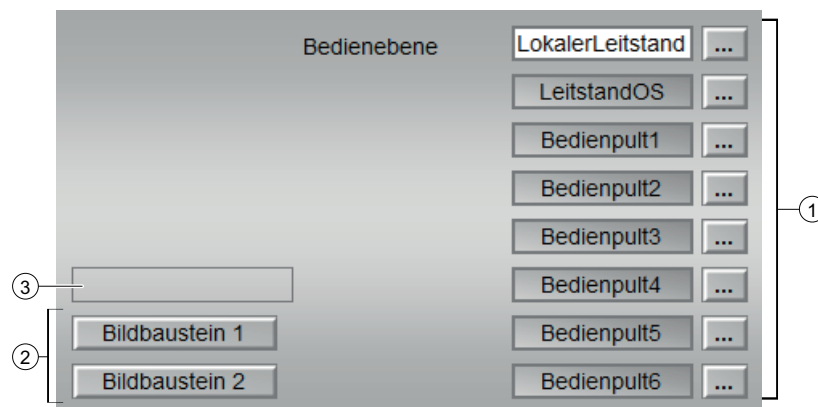 Bedienebene LokalerLeitstand ...
LeitstandOS ...
Bedienpult1 ...
Bedienpult2 ...
1
Bedienpult3 ...
3 Bedienpult4 ...
Bildbaustein 1 Bedienpult5 ...
2
Bildbaustein 2 Bedienpult6 ...